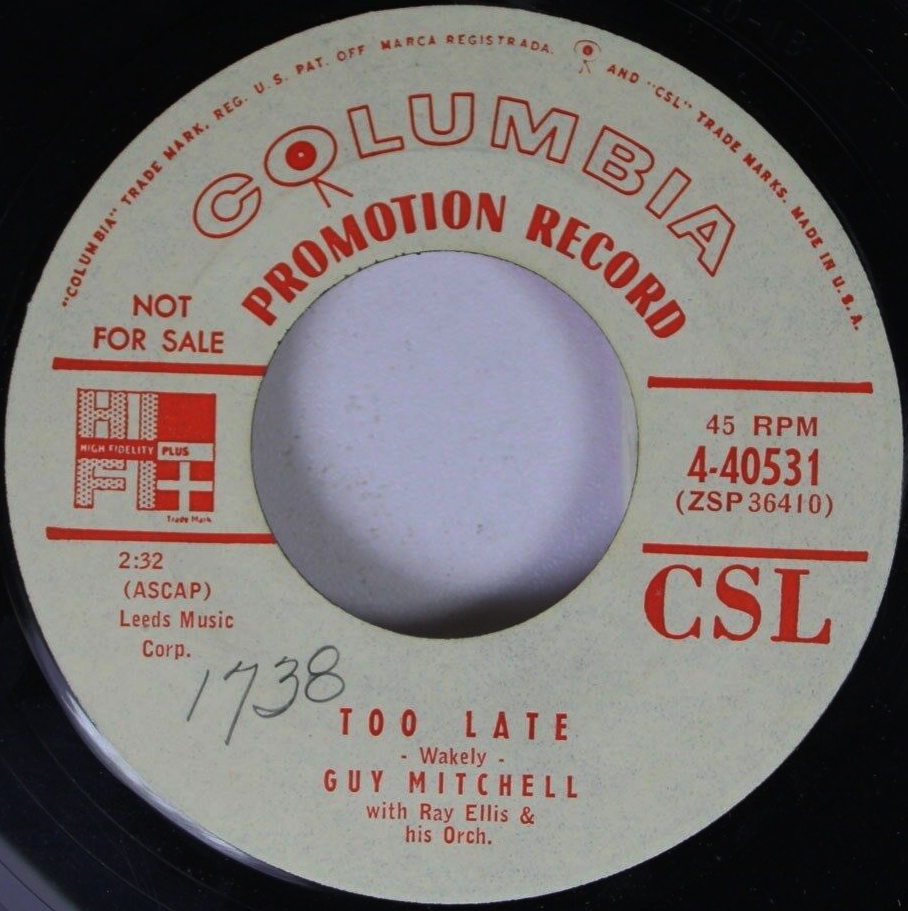 "COLUMBIA" TRADE MARK, REG. U.S. PAT. OFF MARCA REGISTRADA. AND "CSL" TRADE MARKS. MADE IN U.S.A.
COLUMBIA
PROMOTION RECORD
NOT
FOR SALE
HI
HIGH FIDELITY PLUS
FI +
Trade Mark
45 RPM
4-40531
(ZSP36410)
CSL
2:32
(ASCAP)
Leeds Music
Corp.
1738
TOO LATE
- Wakely -
GUY MITCHELL
with Ray Ellis &
his Orch.